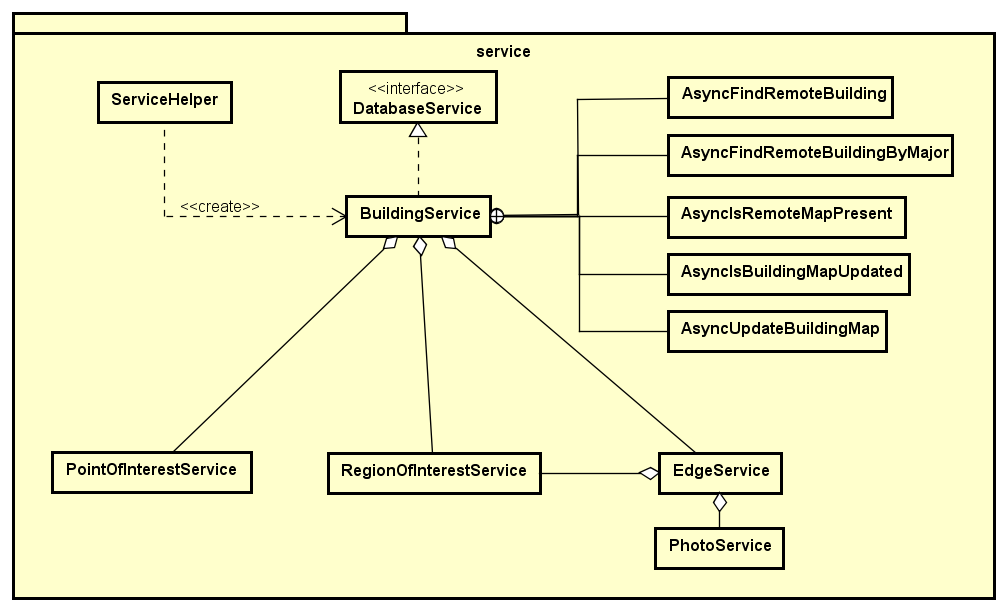 service
ServiceHelper
<<interface>>
DatabaseService
AsyncFindRemoteBuilding
AsyncFindRemoteBuildingByMajor
<<create>>
BuildingService
AsyncIsRemoteMapPresent
AsyncIsBuildingMapUpdated
AsyncUpdateBuildingMap
PointOfInterestService
RegionOfInterestService
EdgeService
PhotoService